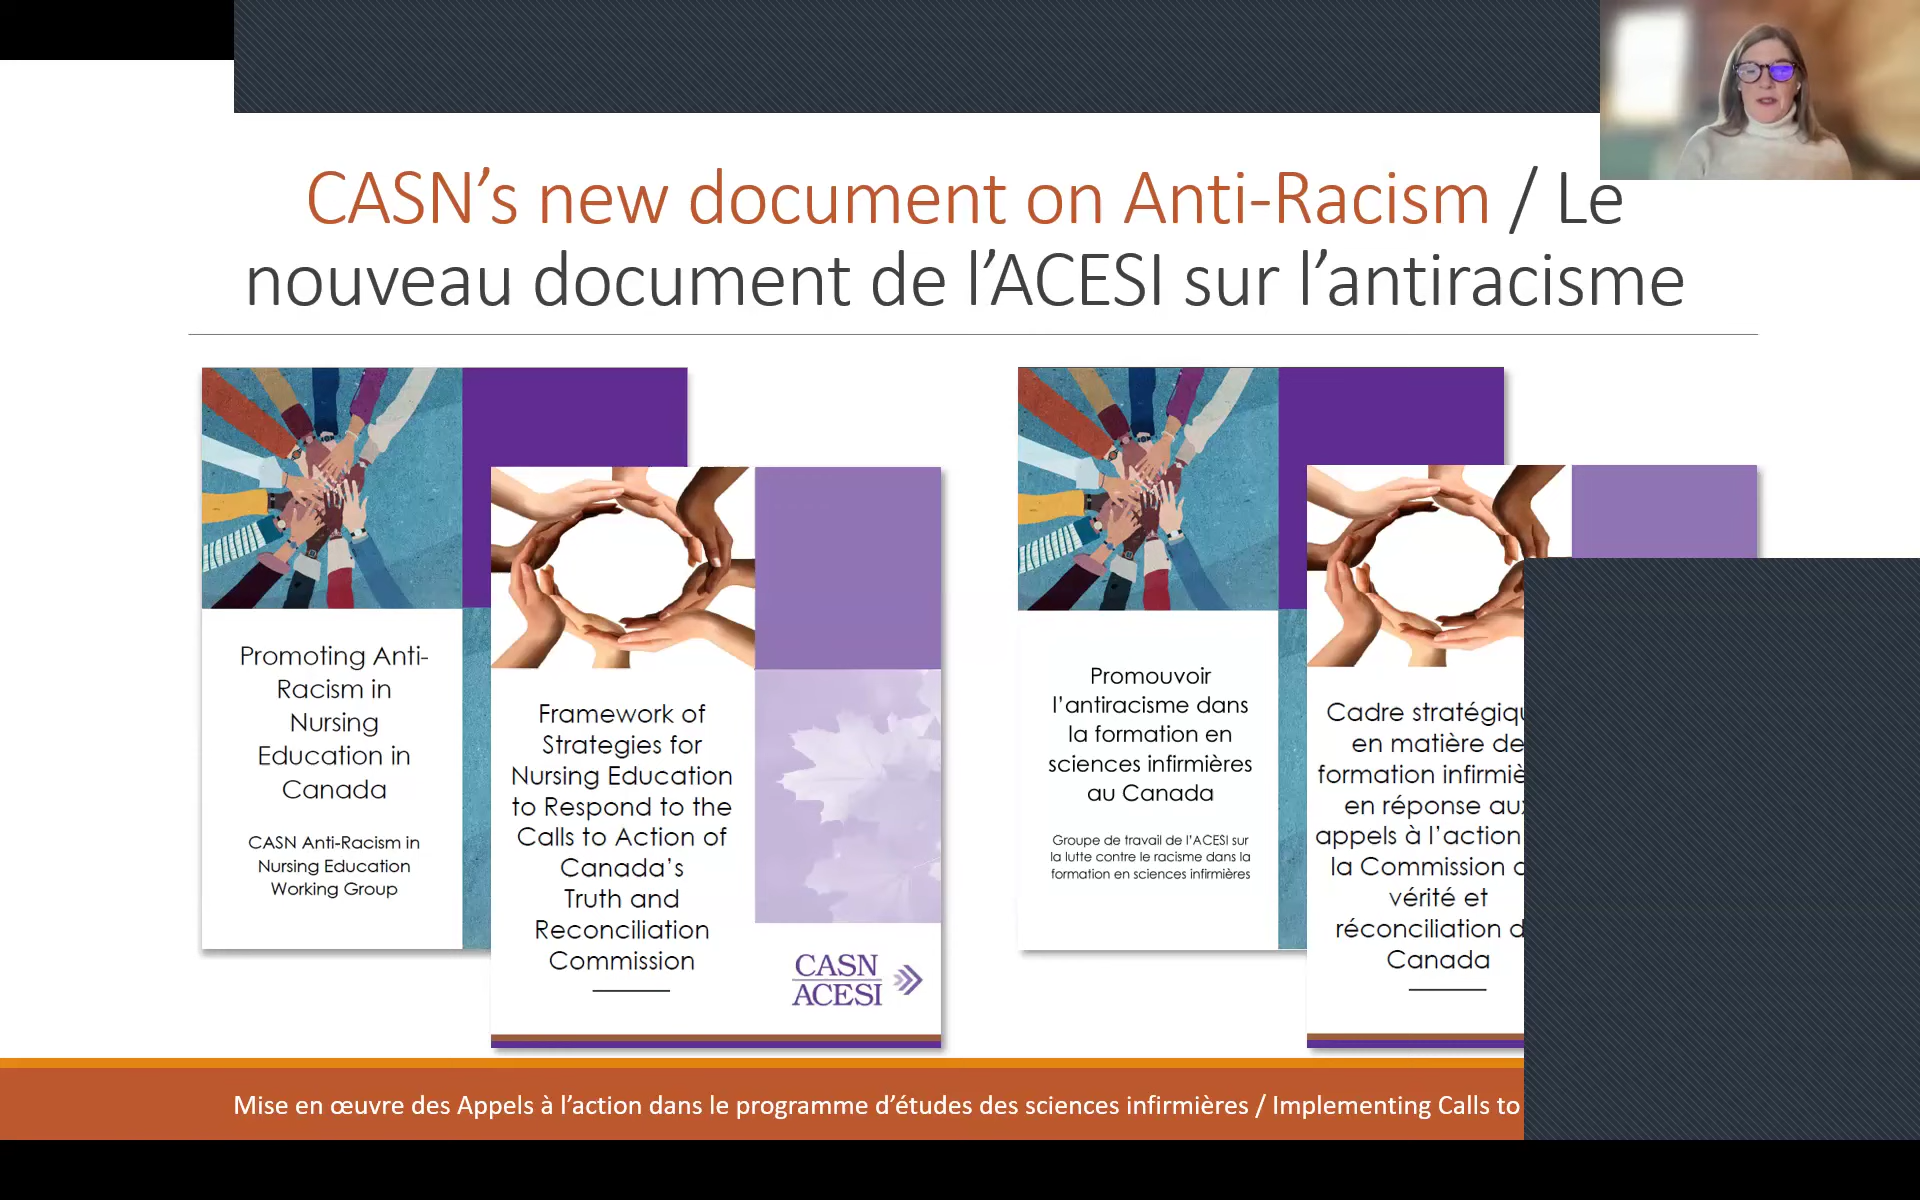 CASN’s new document on Anti-Racism / Le
nouveau document de l’ACESI sur l’antiracisme
Promoting Anti-
Racism in
Nursing
Education in
Canada
CASN Anti-Racism in
Nursing Education
Working Group
Framework of
Strategies for
Nursing Education
to Respond to the
Calls to Action of
Canada’s
Truth and
Reconciliation
Commission
CASN
ACESI
Promouvoir
l’antiracisme dans
la formation en
sciences infirmières
au Canada
Groupe de travail de l’ACESI sur
la lutte contre le racisme dans la
formation en sciences infirmières
Cadre
en matière de
formation
en réponse
appels à l’action
la Commission
vérité et
réconciliation
Canada
Mise en œuvre des Appels à l’action dans le programme d’études des sciences infirmières / Implementing Calls to